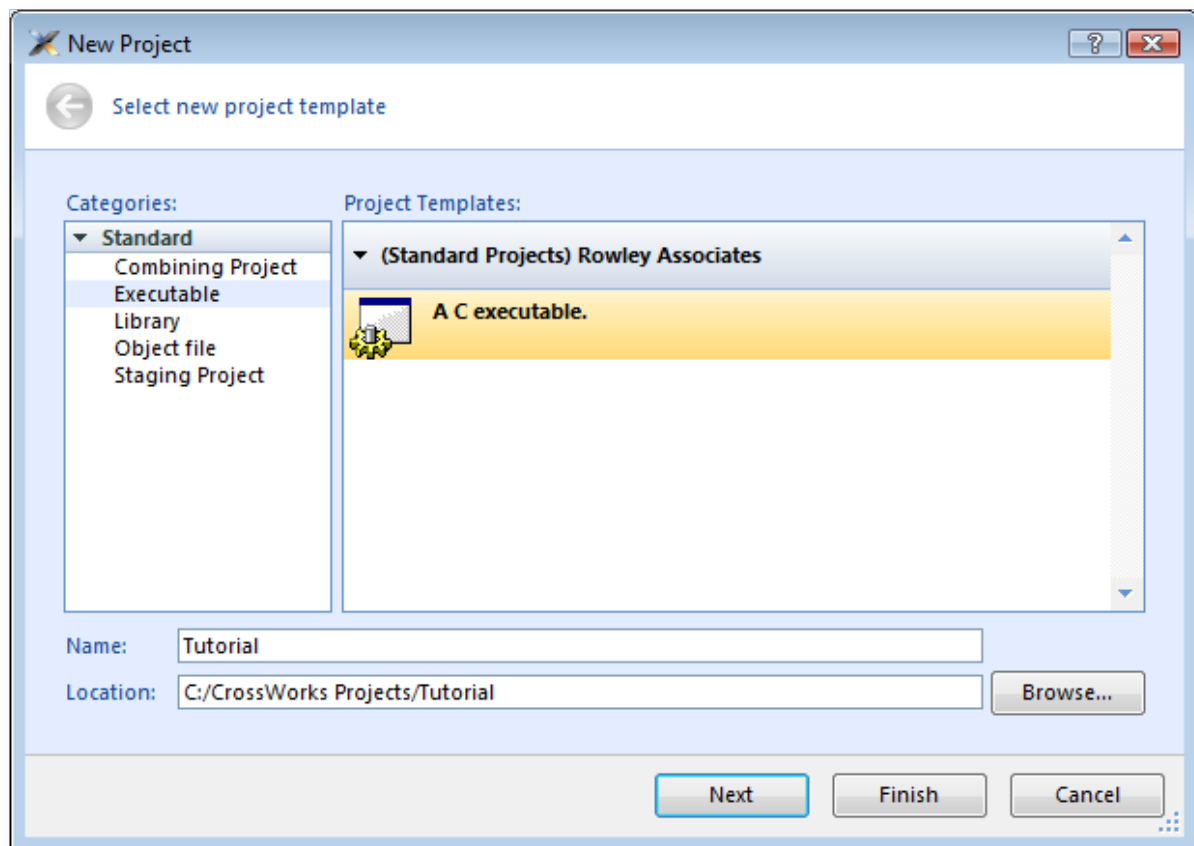 New Project
Select new project template
Categories:
Project Templates:
Standard
Combining Project
Executable
Library
Object file
Staging Project
(Standard Projects) Rowley Associates
A C executable.
Name: Tutorial
Location: C:/CrossWorks Projects/Tutorial Browse...
Next Finish Cancel